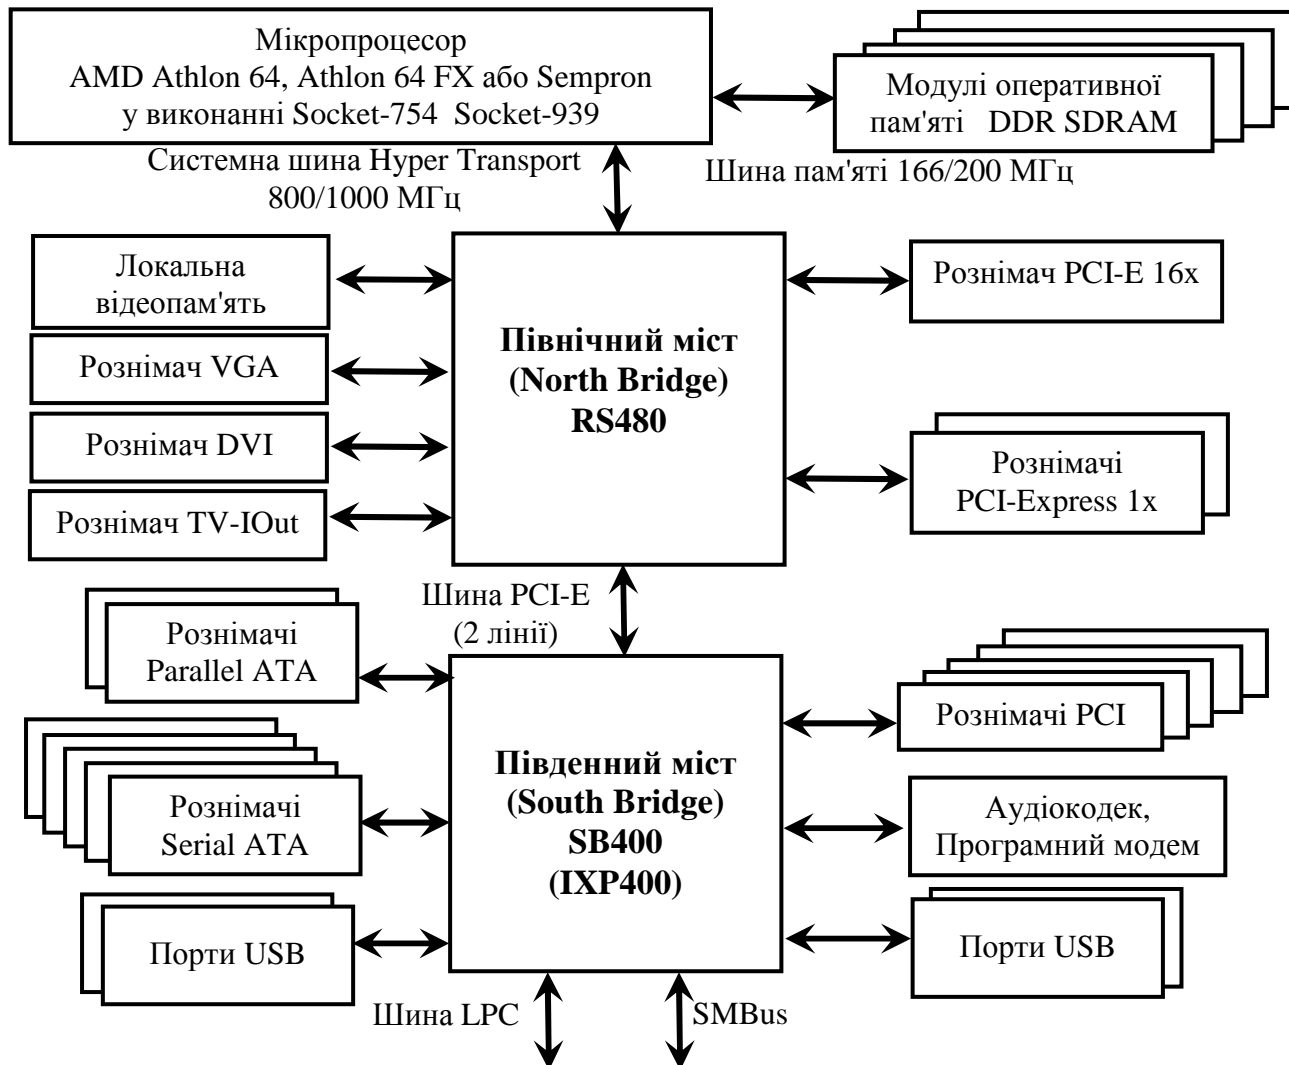 Мікропроцесор
AMD Athlon 64, Athlon 64 FX або Sempron
у виконанні Socket-754 Socket-939
Модулі оперативної
пам'яті DDR SDRAM
Системна шина Hyper Transport
800/1000 МГц
Шина пам'яті 166/200 МГц
Локальна
відеопам'ять
Рознімач VGA
Рознімач DVI
Рознімач TV-IOut
Північний міст
(North Bridge)
RS480
Рознімач PCI-E 16x
Рознімачі
PCI-Express 1x
Шина PCI-E
(2 лінії)
Рознімачі
Parallel ATA
Рознімачі
Serial ATA
Порти USB
Південний міст
(South Bridge)
SB400
(IXP400)
Рознімачі PCI
Аудіокодек,
Програмний модем
Порти USB
Шина LPC
SMBus